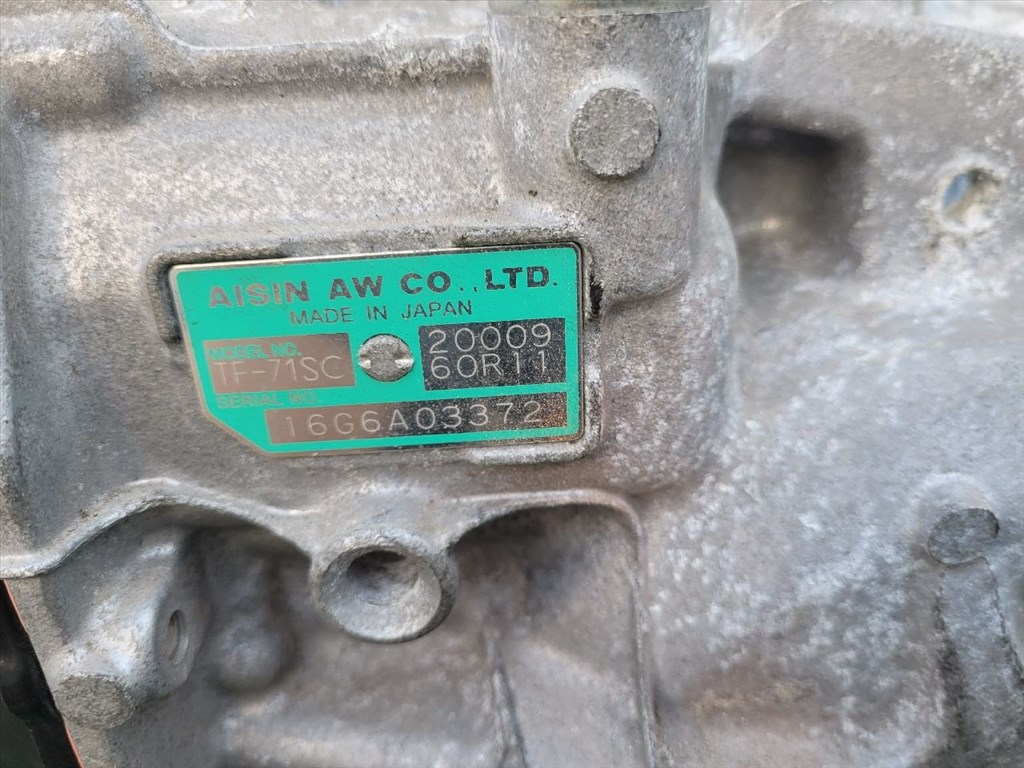 AISIN AW CO., LTD.
MADE IN JAPAN
MODEL NO.
TF-71SC
20009
60R11
SERIAL NO.
16G6A03372